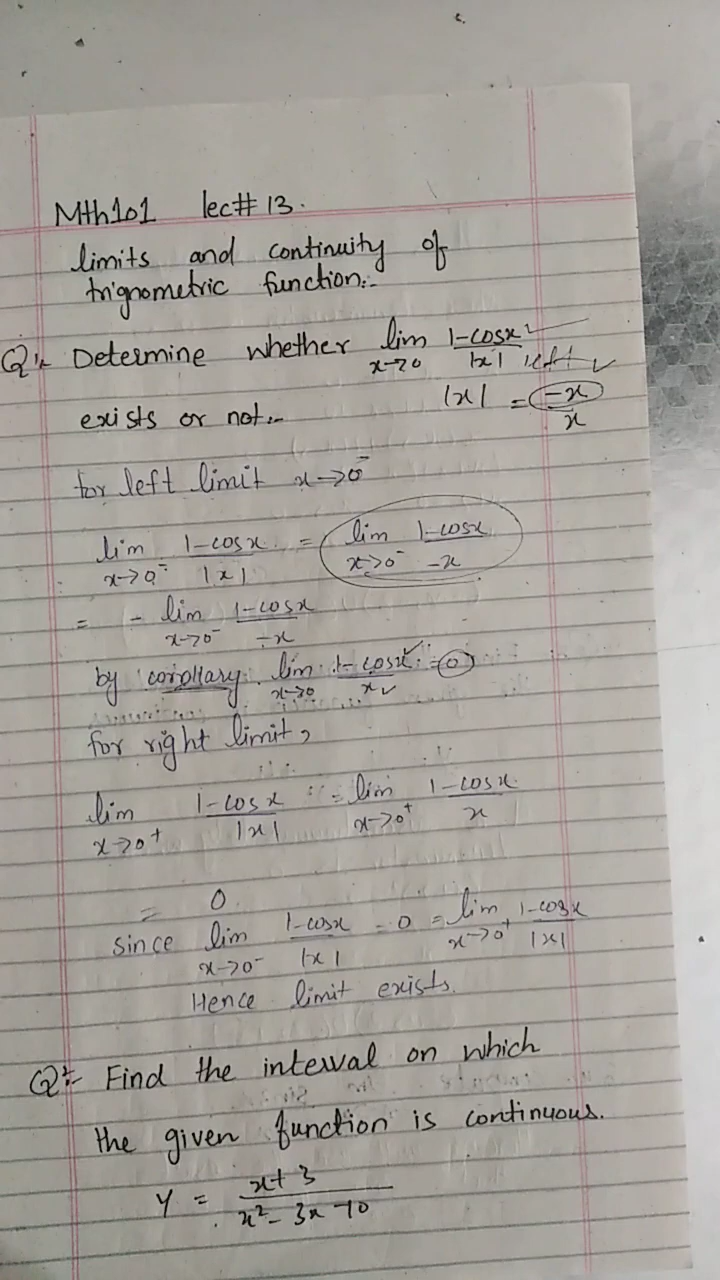 Mth101 lec# 13.
limits and continuity of
trignometric function:-
Q1:- Determine whether lim x→0 1-cosx/|x| left
exists or not.- |x| = -x/x
for left limit x→0⁻
lim x→0⁻ 1-cosx/|x| = lim x→0⁻ 1-cosx/-x
= - lim x→0⁻ 1-cosx/-x
by corollary lim x→0 1-cosx/x = 0
for right limit,
lim x→0+ 1-cosx/|x| = lim x→0+ 1-cosx/x
= 0
since lim x→0⁻ 1-cosx/|x| = 0 = lim x→0+ 1-cosx/|x|
Hence limit exists.
Q2:- Find the interval on which
the given function is continuous.
Y = x+3/x²-3x-10